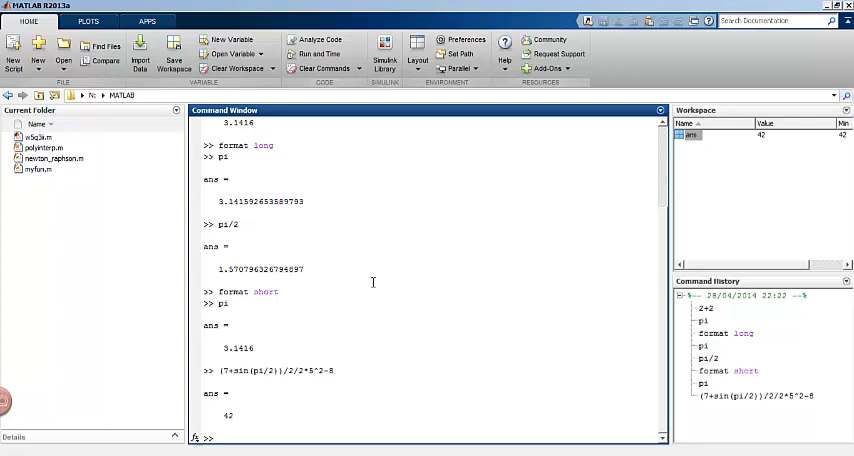 MATLAB R2013a
HOME PLOTS APPS
Search Documentation
New Script
New
Open
Find Files
Compare
Import Data
Save Workspace
New Variable
Open Variable
Clear Workspace
Analyze Code
Run and Time
Clear Commands
Simulink Library
Layout
Preferences
Set Path
Parallel
Help
Community
Request Support
Add-Ons
FILE VARIABLE CODE SIMULINK ENVIRONMENT RESOURCES
N: MATLAB
Current Folder
Name
w5q3ii.m
polyinterp.m
newton_raphson.m
myfun.m
Details
Command Window
3.1416
>> format long
>> pi
ans =
3.141592653589793
>> pi/2
ans =
1.570796326794897
>> format short
>> pi
ans =
3.1416
>> (7+sin(pi/2))/2/2*5^2-8
ans =
42
fx >>
Workspace
Name Value Min
ans 42 42
Command History
%-- 28/04/2014 22:22 --%
2+2
pi
format long
pi
pi/2
format short
pi
(7+sin(pi/2))/2/2*5^2-8